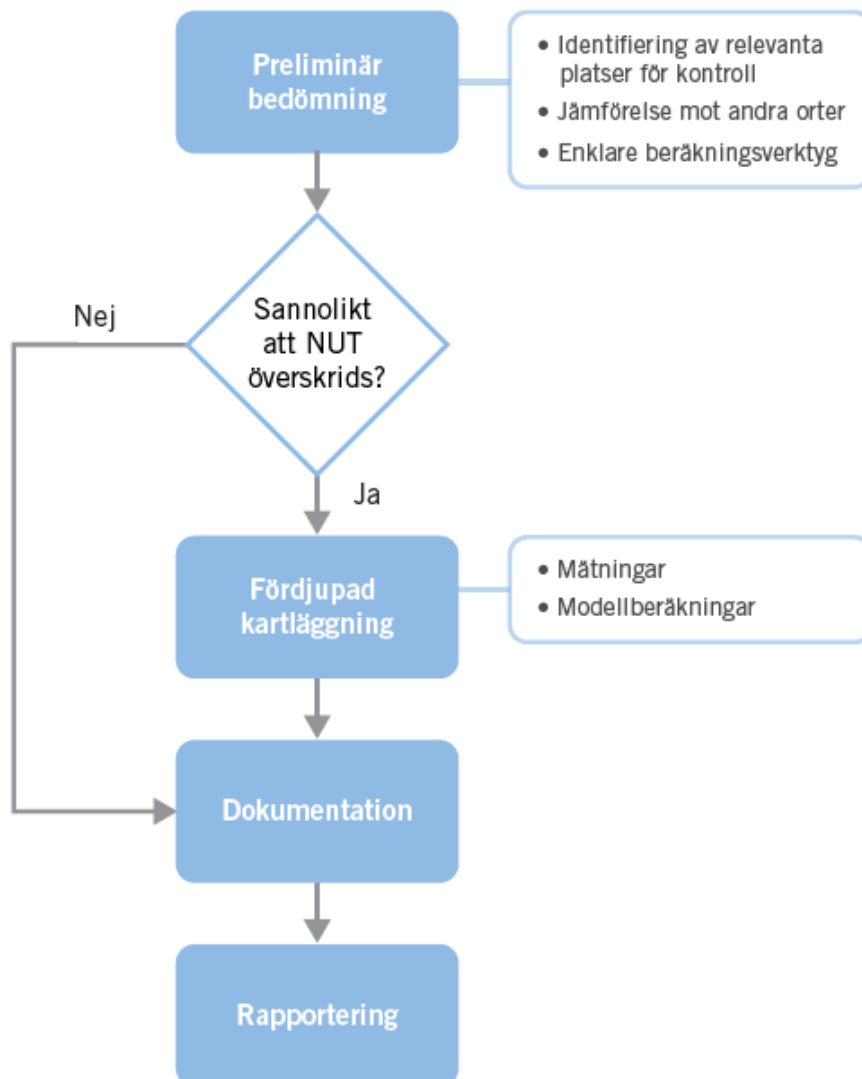 Preliminär
bedömning
• Identifiering av relevanta
platser för kontroll
• Jämförelse mot andra orter
• Enklare beräkningsverktyg
Nej
Sannolikt
att NUT
överskrids?
Ja
Fördjupad
kartläggning
• Mätningar
• Modellberäkningar
Dokumentation
Rapportering